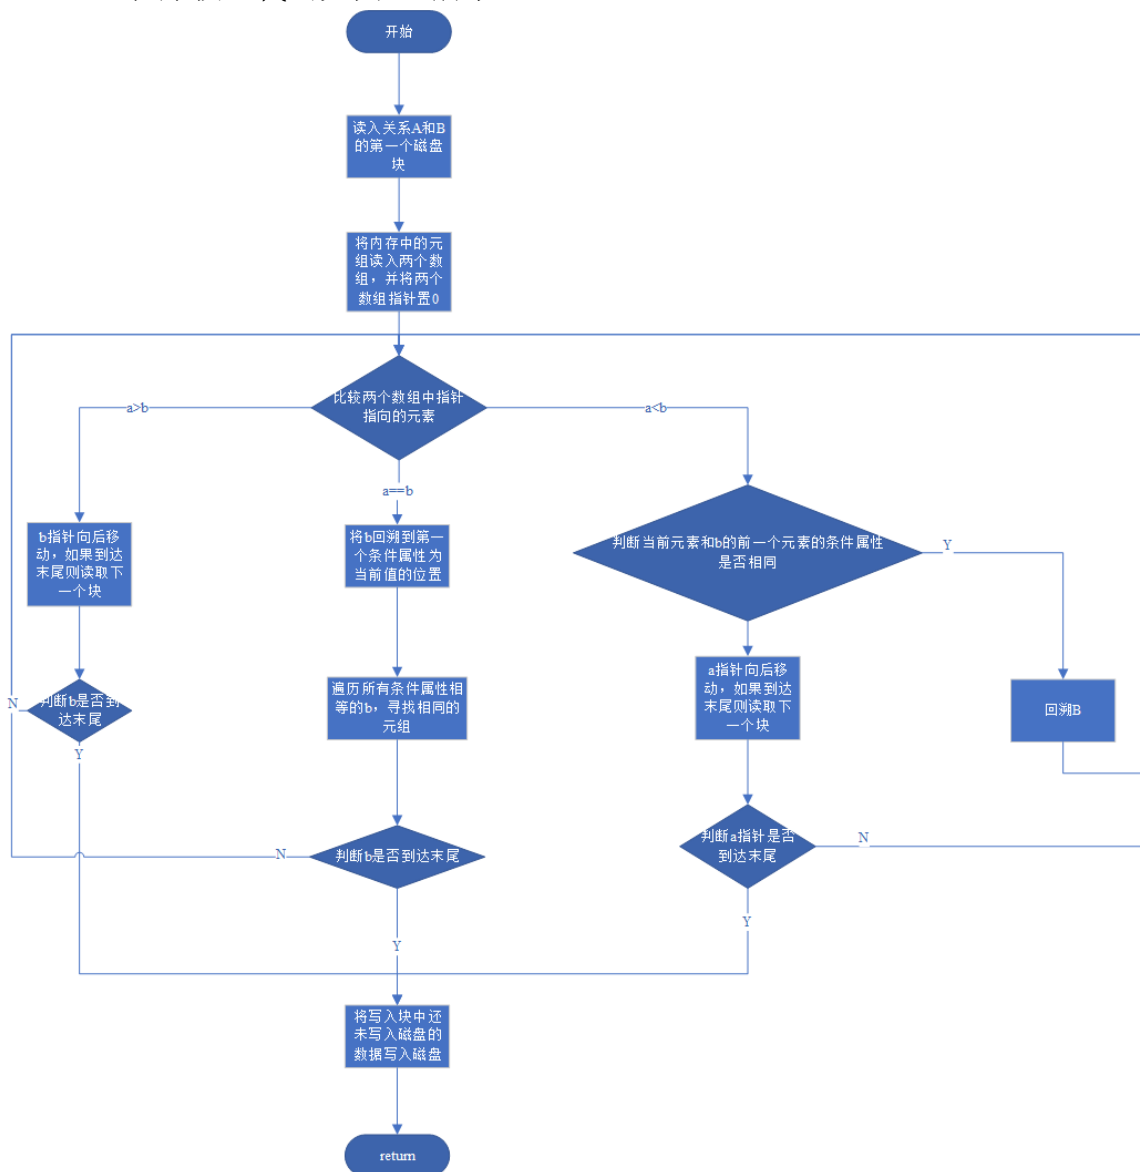 开始
读入关系A和B
的第一个磁盘
块
将内存中的元
组读入两个数
组，并将两个
数组指针置0
比较两个数组中指针
指向的元素
a>b
a<b
a==b
b指针向后移
动，如果到达
末尾则读取下
一个块
将b回溯到第一
个条件属性为
当前值的位置
判断当前元素和b的前一个元素的条件属性
是否相同
Y
a指针向后移
动，如果到达
末尾则读取下
一个块
遍历所有条件属性相
等的b，寻找相同的
元组
回溯B
N
判断b是否到
达末尾
Y
判断a指针是否
到达末尾
N
N
判断b是否到达末尾
Y
Y
将写入块中还
未写入磁盘的
数据写入磁盘
return